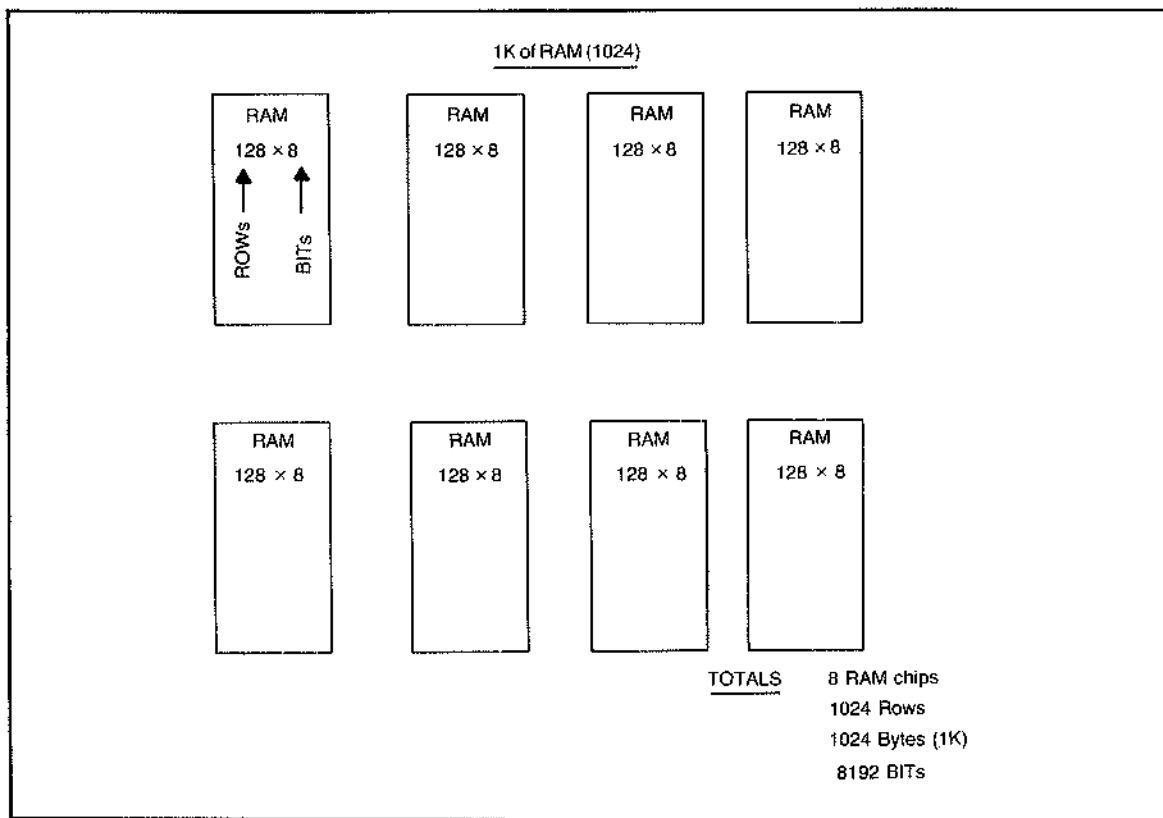 1K of RAM (1024)
RAM RAM RAM RAM
128 × 8 128 × 8 128 × 8 128 × 8
ROWs BITs
RAM RAM RAM RAM
128 × 8 128 × 8 128 × 8 128 × 8
TOTALS 8 RAM chips
1024 Rows
1024 Bytes (1K)
8192 BITs